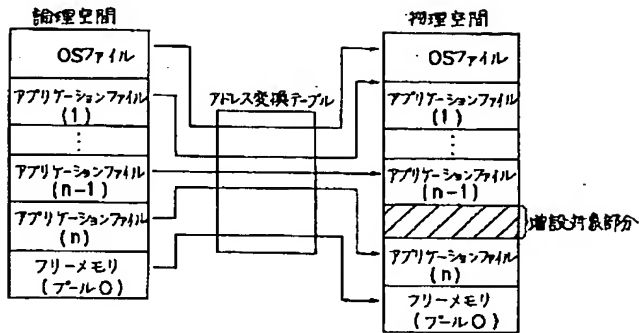 論理空間
OSファイル
アプリケーションファイル
(1)
⋮
アプリケーションファイル
(n-1)
アプリケーションファイル
(n)
フリーメモリ
(プール0)
アドレス変換テーブル
物理空間
OSファイル
アプリケーションファイル
(1)
⋮
アプリケーションファイル
(n-1)
増設対象部分
アプリケーションファイル
(n)
フリーメモリ
(プール0)